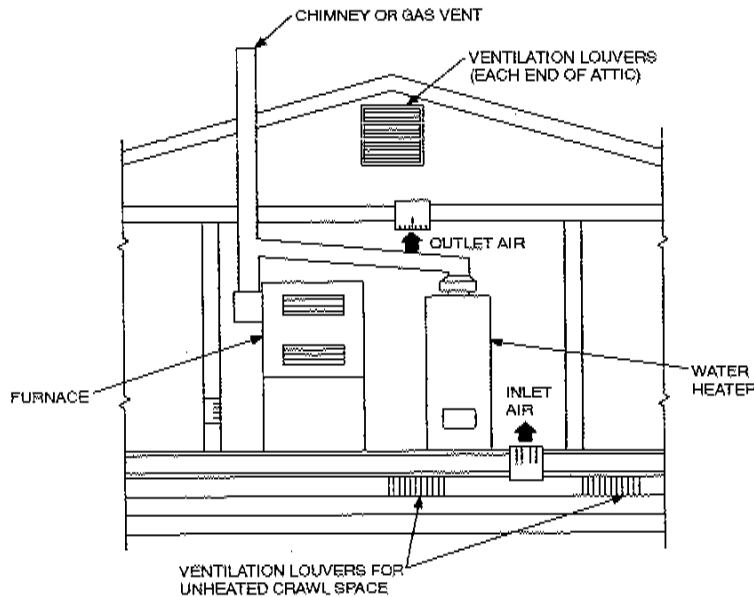 CHIMNEY OR GAS VENT
VENTILATION LOUVERS
(EACH END OF ATTIC)
OUTLET AIR
FURNACE
WATER
HEATER
INLET
AIR
VENTILATION LOUVERS FOR
UNHEATED CRAWL SPACE